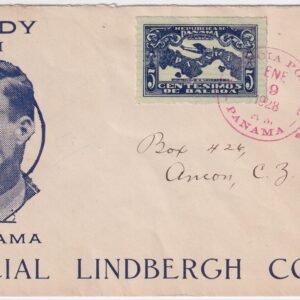 DY
I
REPUBLICA DE
PANAMA
5
5
CENTESIMOS
DE BALBOA
ENE
9
1928
PANAMA
Box 426,
Ancon, C. Z.
AMA
CIAL LINDBERGH CO